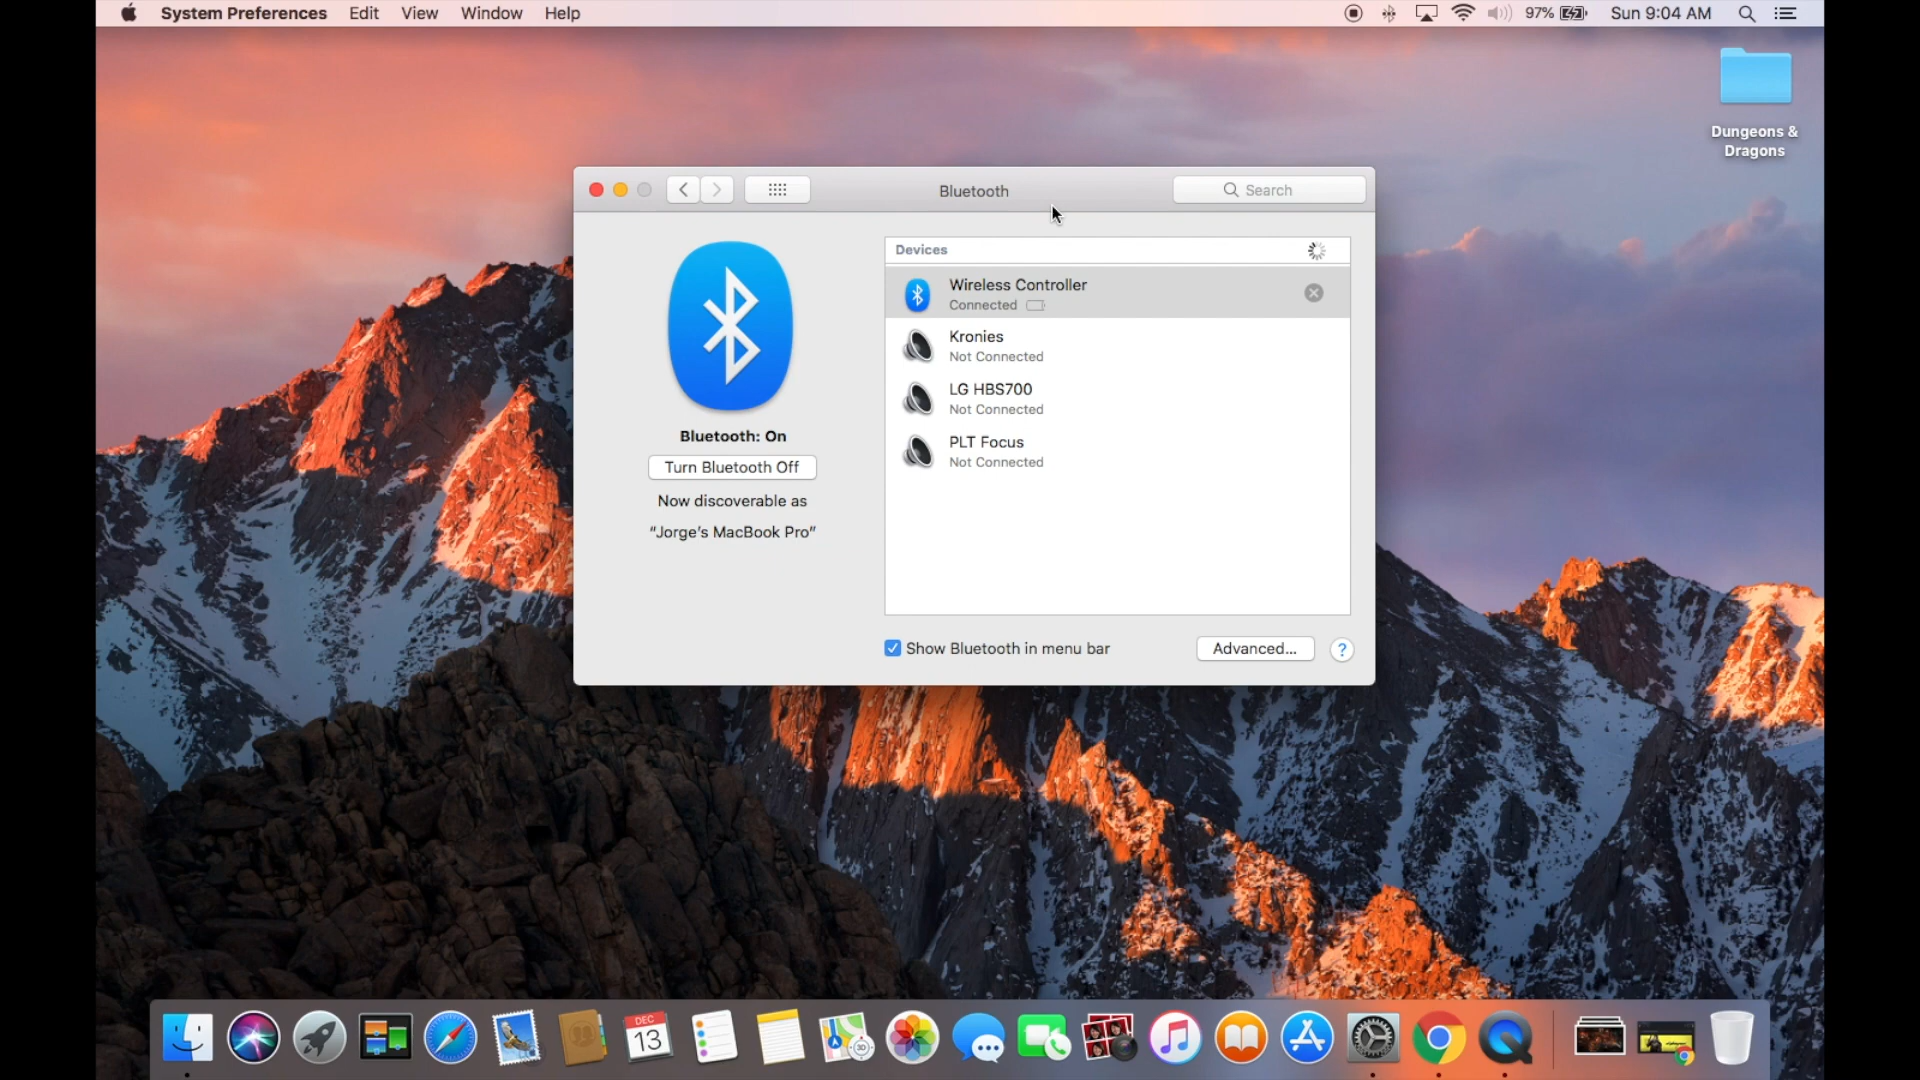 System Preferences Edit View Window Help 97% Sun 9:04 AM
Dungeons &
Dragons
Bluetooth
Search
Devices
Wireless Controller
Connected
Kronies
Not Connected
LG HBS700
Not Connected
PLT Focus
Not Connected
Bluetooth: On
Turn Bluetooth Off
Now discoverable as
“Jorge’s MacBook Pro”
Show Bluetooth in menu bar
Advanced...
?
DEC
13
3D